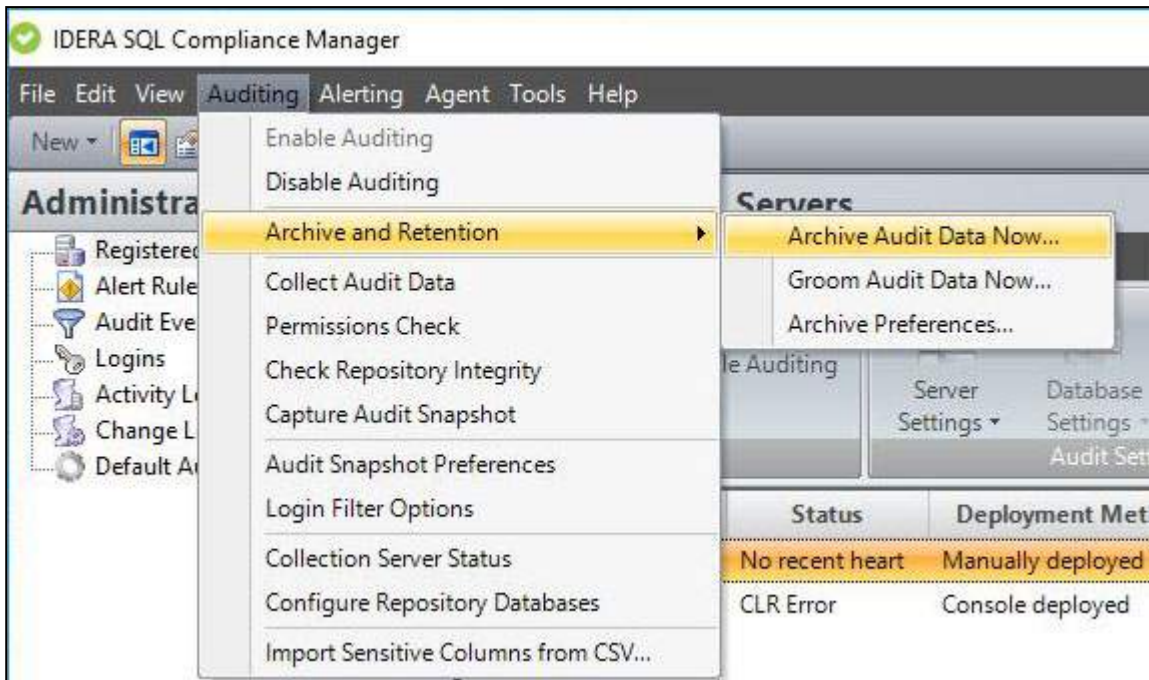 IDERA SQL Compliance Manager
File Edit View Auditing Alerting Agent Tools Help
New
Enable Auditing
Disable Auditing
Archive and Retention
Collect Audit Data
Permissions Check
Check Repository Integrity
Capture Audit Snapshot
Audit Snapshot Preferences
Login Filter Options
Collection Server Status
Configure Repository Databases
Import Sensitive Columns from CSV...
Archive Audit Data Now...
Groom Audit Data Now...
Archive Preferences...
Administra
Registered
Alert Rule
Audit Eve
Logins
Activity L
Change L
Default A
Servers
le Auditing
Server
Settings
Database
Settings
Audit Sett
Status Deployment Met
No recent heart Manually deployed
CLR Error Console deployed